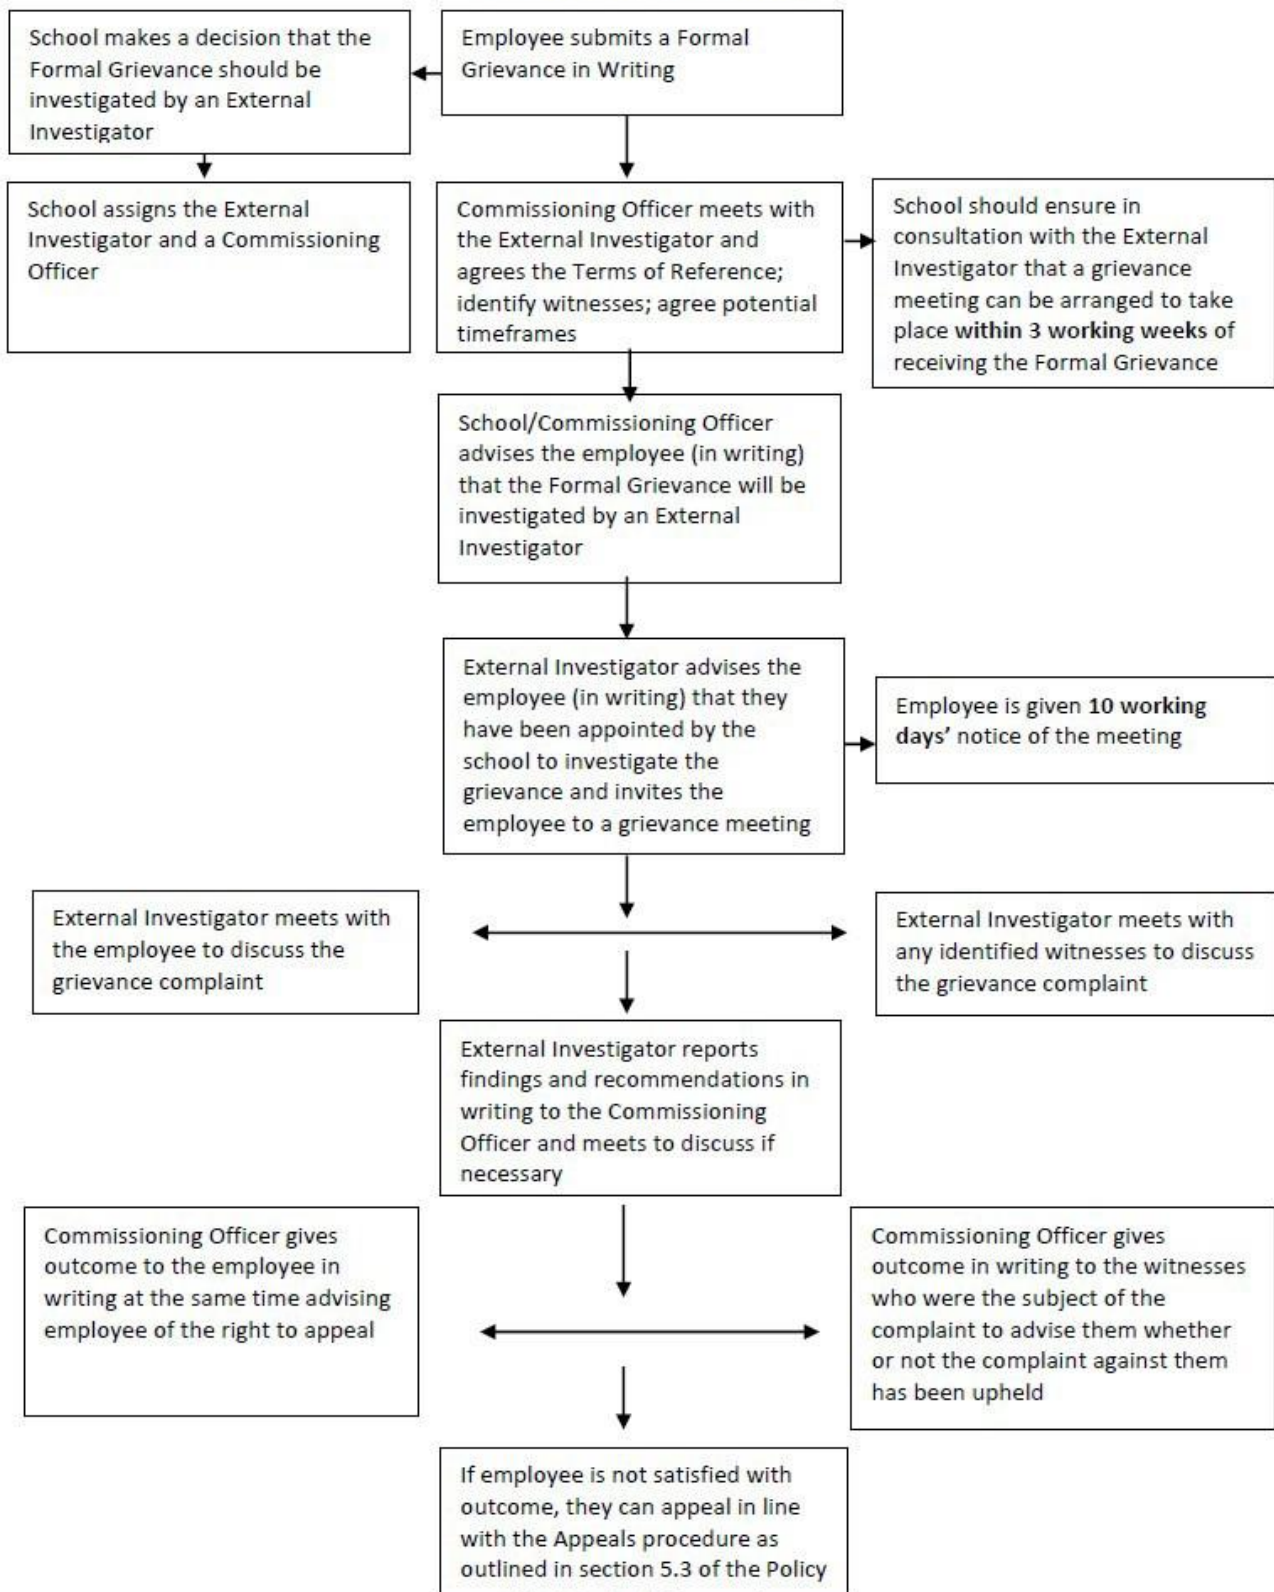 School makes a decision that the
Formal Grievance should be
investigated by an External
Investigator
Employee submits a Formal
Grievance in Writing
School assigns the External
Investigator and a Commissioning
Officer
Commissioning Officer meets with
the External Investigator and
agrees the Terms of Reference;
identify witnesses; agree potential
timeframes
School should ensure in
consultation with the External
Investigator that a grievance
meeting can be arranged to take
place within 3 working weeks of
receiving the Formal Grievance
School/Commissioning Officer
advises the employee (in writing)
that the Formal Grievance will be
investigated by an External
Investigator
External Investigator advises the
employee (in writing) that they
have been appointed by the
school to investigate the
grievance and invites the
employee to a grievance meeting
Employee is given 10 working
days’ notice of the meeting
External Investigator meets with
the employee to discuss the
grievance complaint
External Investigator meets with
any identified witnesses to discuss
the grievance complaint
External Investigator reports
findings and recommendations in
writing to the Commissioning
Officer and meets to discuss if
necessary
Commissioning Officer gives
outcome to the employee in
writing at the same time advising
employee of the right to appeal
Commissioning Officer gives
outcome in writing to the witnesses
who were the subject of the
complaint to advise them whether
or not the complaint against them
has been upheld
If employee is not satisfied with
outcome, they can appeal in line
with the Appeals procedure as
outlined in section 5.3 of the Policy